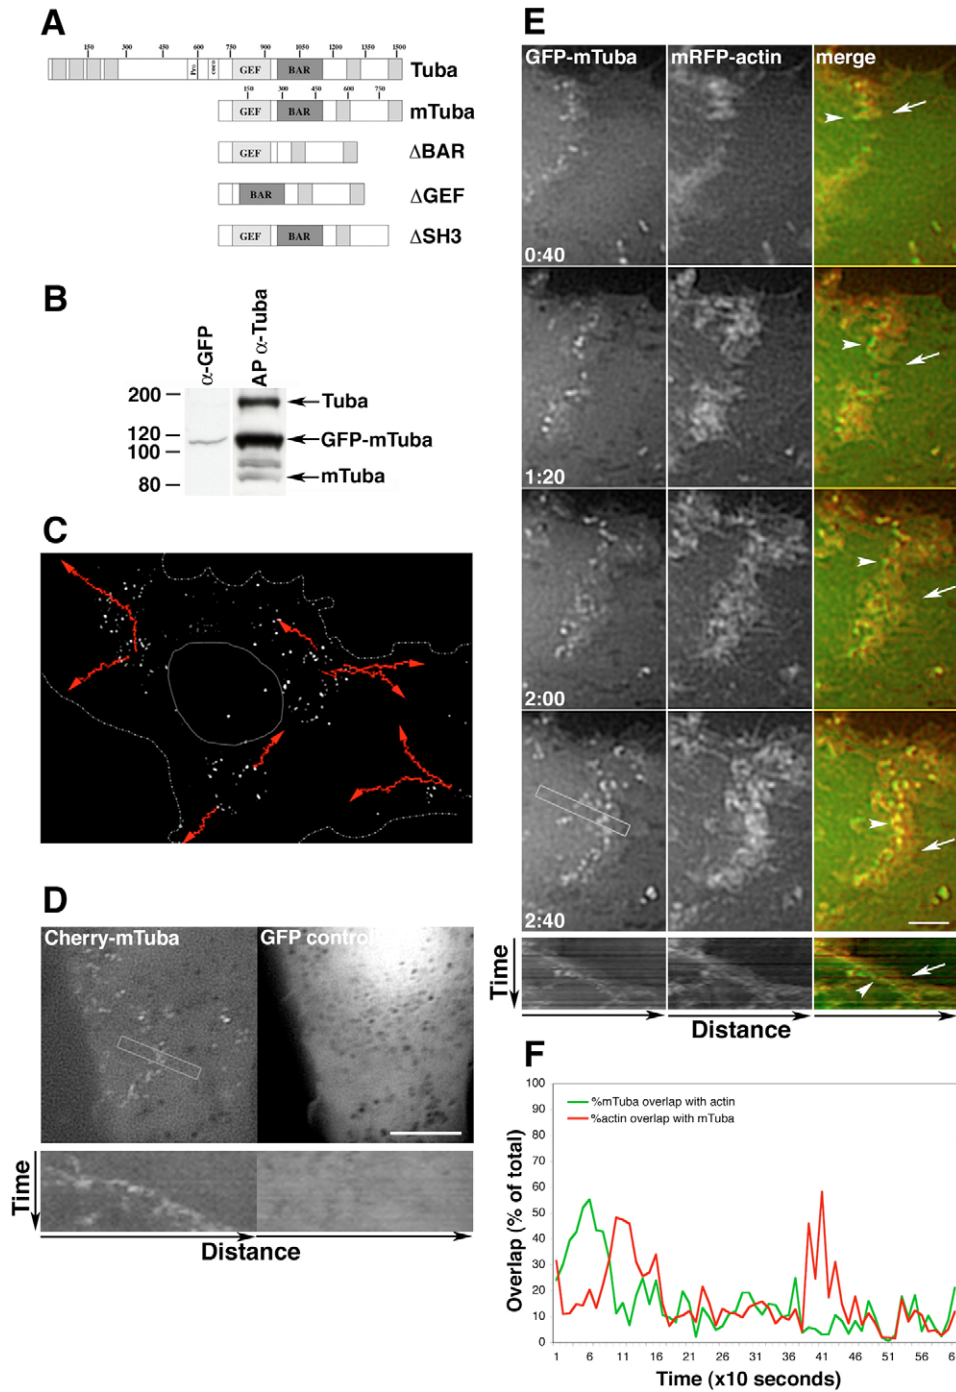 A
150 300 450 600 750 900 1050 1200 1350 1500
Pro coco GEF BAR Tuba
150 300 450 600 750
GEF BAR mTuba
GEF ΔBAR
BAR ΔGEF
GEF BAR ΔSH3
B
α-GFP
AP α-Tuba
200
120
100
80
Tuba
GFP-mTuba
mTuba
C
D
Cherry-mTuba GFP control
Time
Distance
E
GFP-mTuba mRFP-actin merge
0:40
1:20
2:00
2:40
Time
Distance
F
Overlap (% of total)
100
90
80
70
60
50
40
30
20
10
0
%mTuba overlap with actin
%actin overlap with mTuba
1 6 11 16 21 26 31 36 41 46 51 56
Time (x10 seconds)